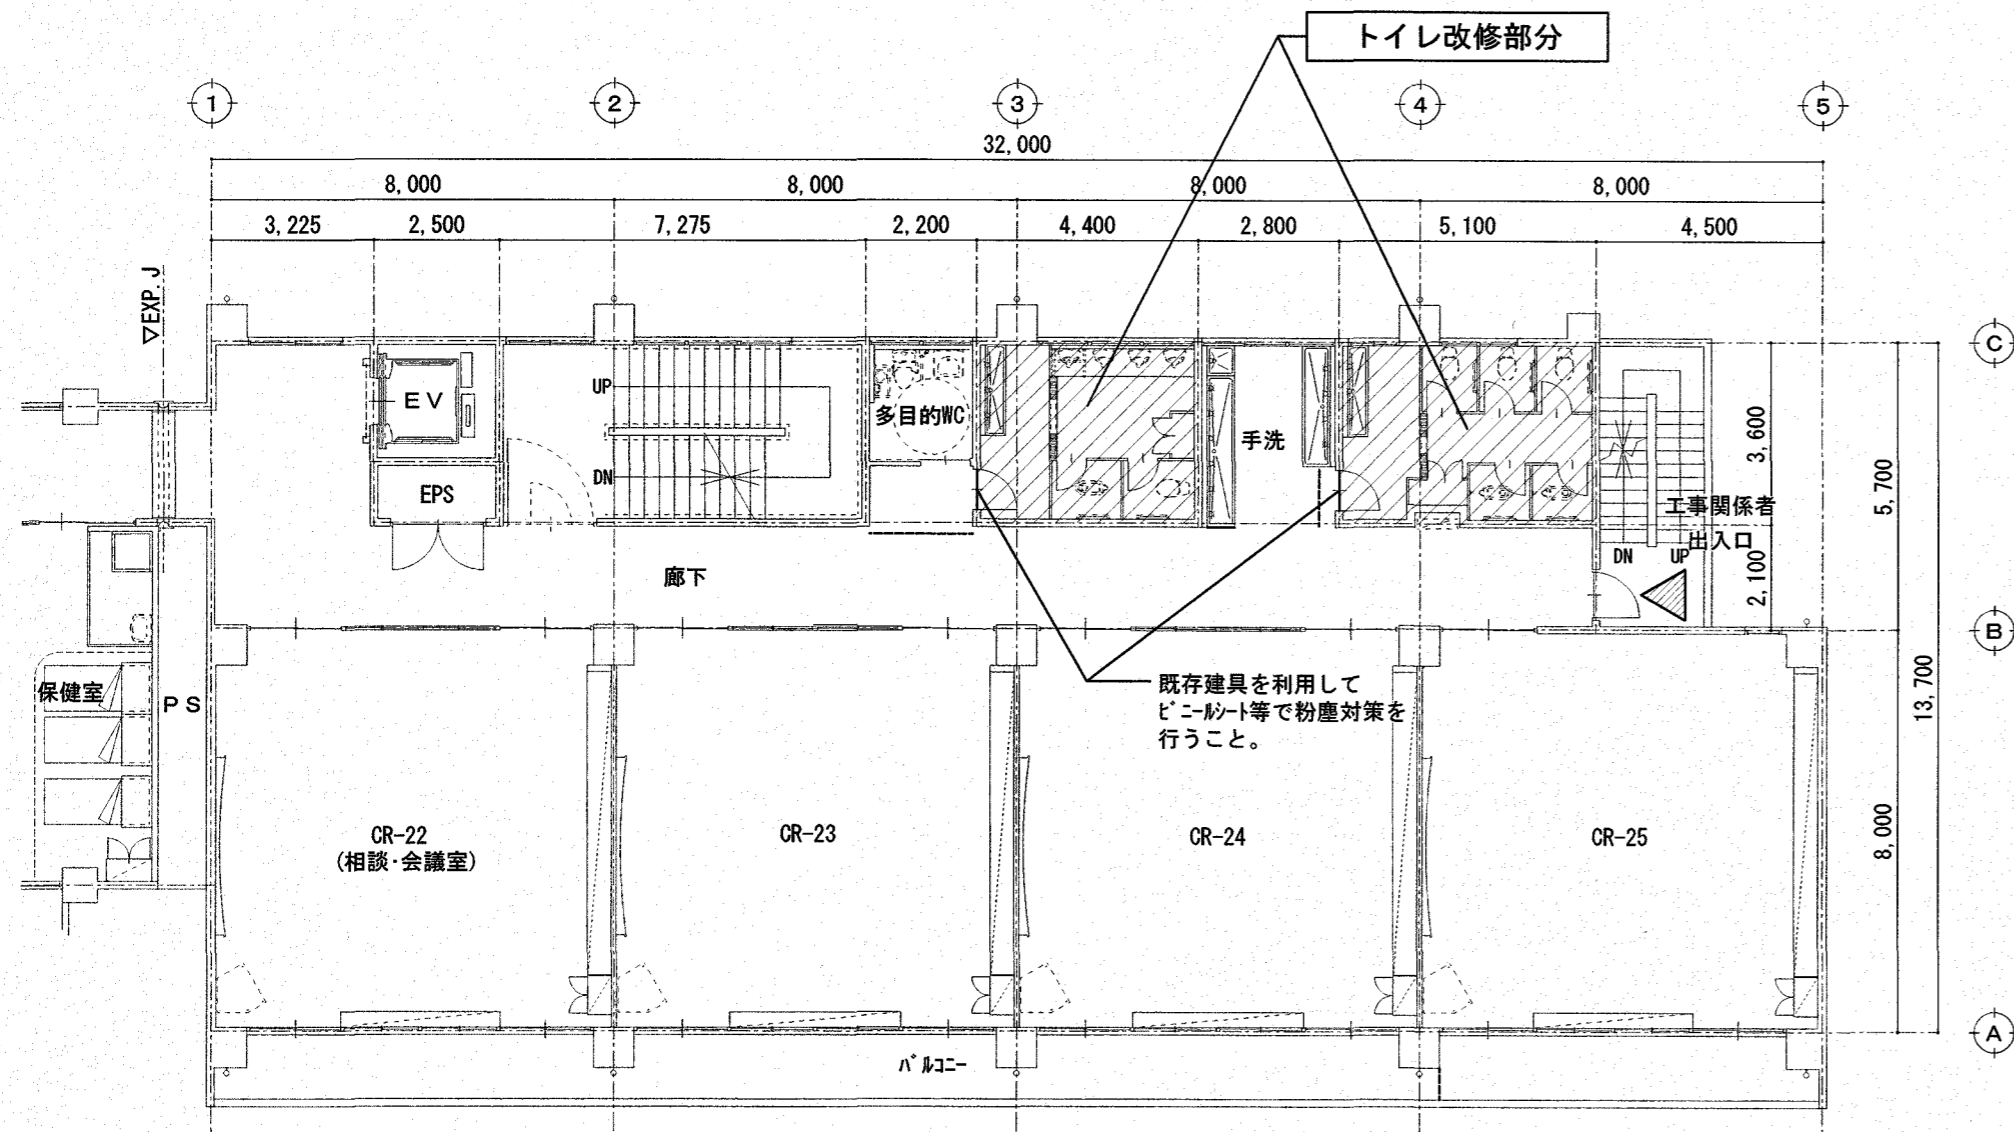 トイレ改修部分
1
2
3
4
5
32,000
8,000
8,000
8,000
8,000
3,225
2,500
7,275
2,200
4,400
2,800
5,100
4,500
▽EXP.J
C
EV
UP
多目的WC
手洗
3,600
DN
EPS
5,700
工事関係者
出入口
DN
UP
廊下
2,100
B
保健室
PS
既存建具を利用して
ﾋﾞﾆｰﾙｼｰﾄ等で粉塵対策を
行うこと。
13,700
CR-22
(相談･会議室)
CR-23
CR-24
CR-25
8,000
A
ﾊﾞﾙｺﾆｰ